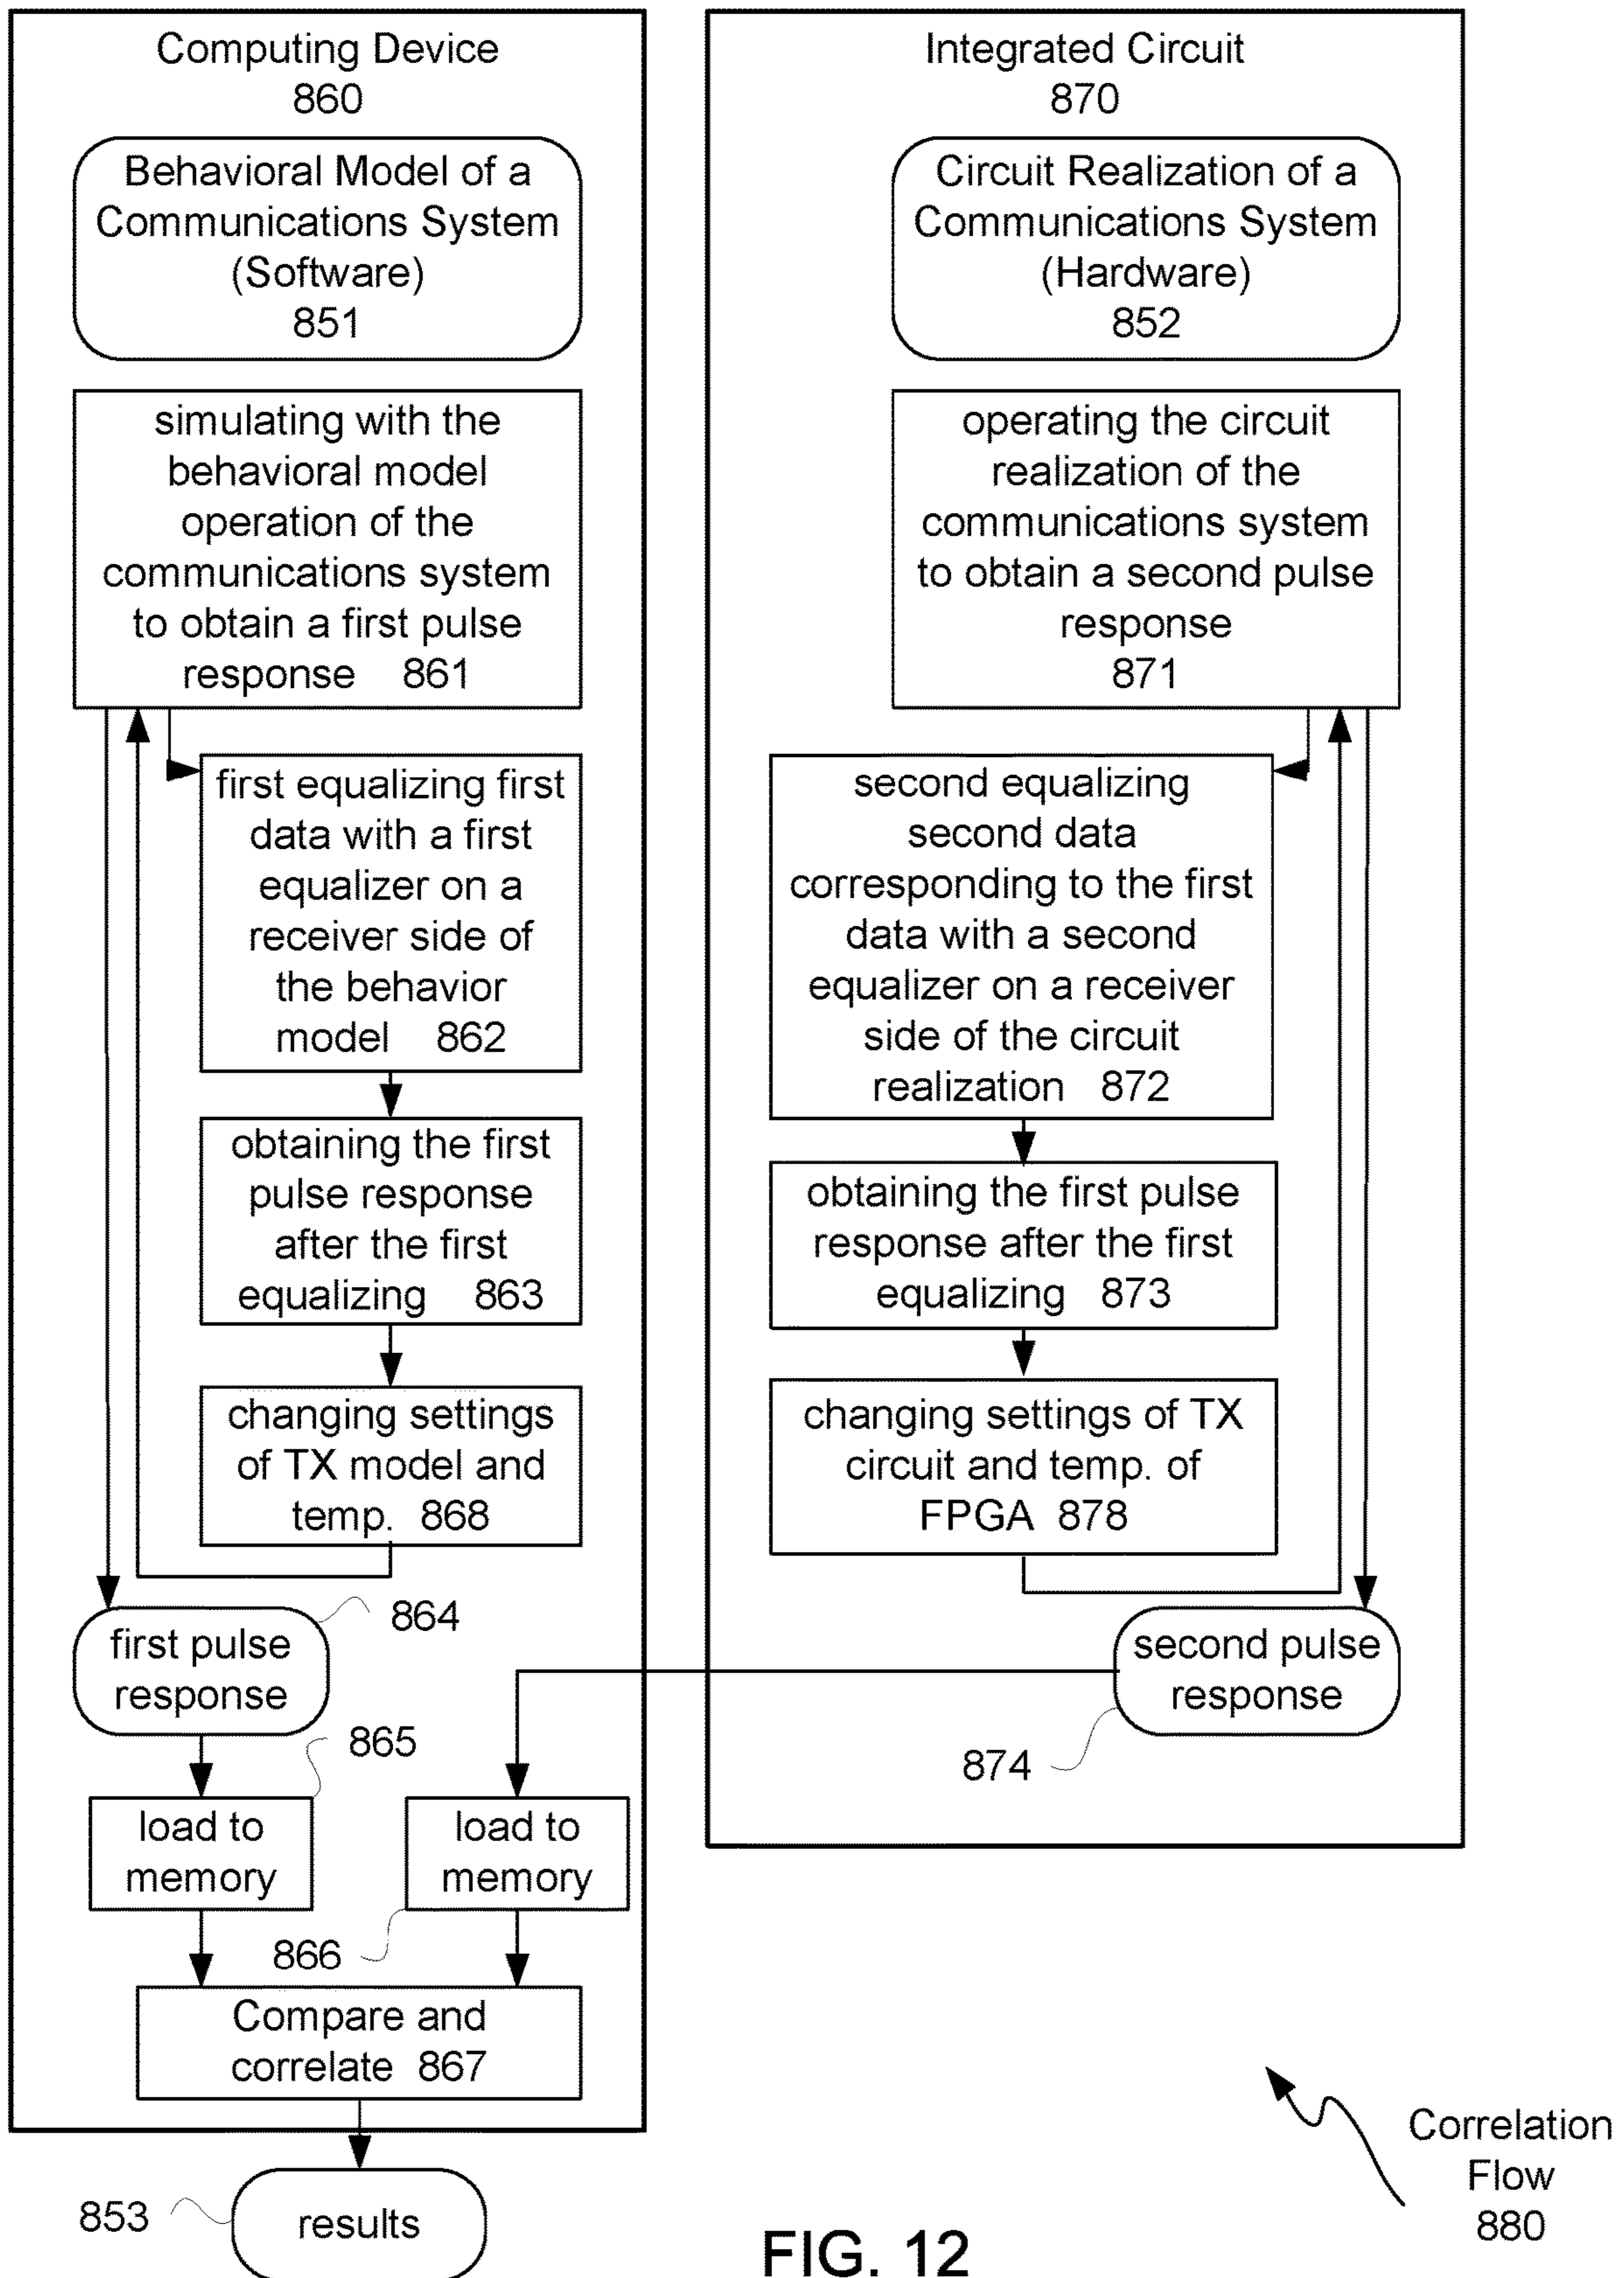 Computing Device
860
Behavioral Model of a
Communications System
(Software)
851
simulating with the
behavioral model
operation of the
communications system
to obtain a first pulse
response 861
first equalizing first
data with a first
equalizer on a
receiver side of
the behavior
model 862
obtaining the first
pulse response
after the first
equalizing 863
changing settings
of TX model and
temp. 868
864
first pulse
response
865
load to
memory
load to
memory
866
Compare and
correlate 867
853
results
Integrated Circuit
870
Circuit Realization of a
Communications System
(Hardware)
852
operating the circuit
realization of the
communications system
to obtain a second pulse
response
871
second equalizing
second data
corresponding to the first
data with a second
equalizer on a receiver
side of the circuit
realization 872
obtaining the first pulse
response after the first
equalizing 873
changing settings of TX
circuit and temp. of
FPGA 878
second pulse
response
874
Correlation
Flow
880
FIG. 12